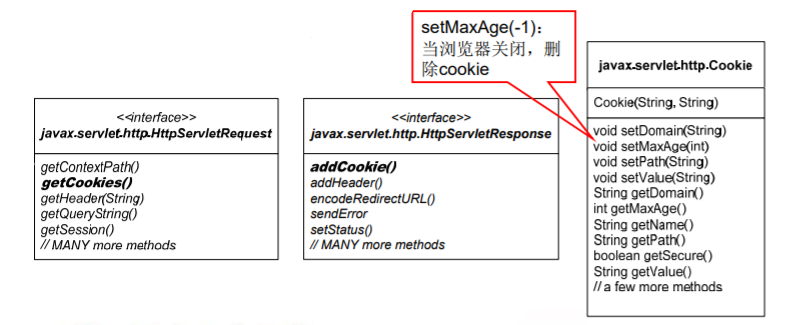 setMaxAge(-1)：
当浏览器关闭，删
除cookie
<<interface>>
javax.servlet.http.HttpServletRequest
getContextPath()
getCookies()
getHeader(String)
getQueryString()
getSession()
// MANY more methods
<<interface>>
javax.servlet.http.HttpServletResponse
addCookie()
addHeader()
encodeRedirectURL()
sendError
setStatus()
// MANY more methods
javax.servlet.http.Cookie
Cookie(String, String)
void setDomain(String)
void setMaxAge(int)
void setPath(String)
void setValue(String)
String getDomain()
int getMaxAge()
String getName()
String getPath()
boolean getSecure()
String getValue()
// a few more methods